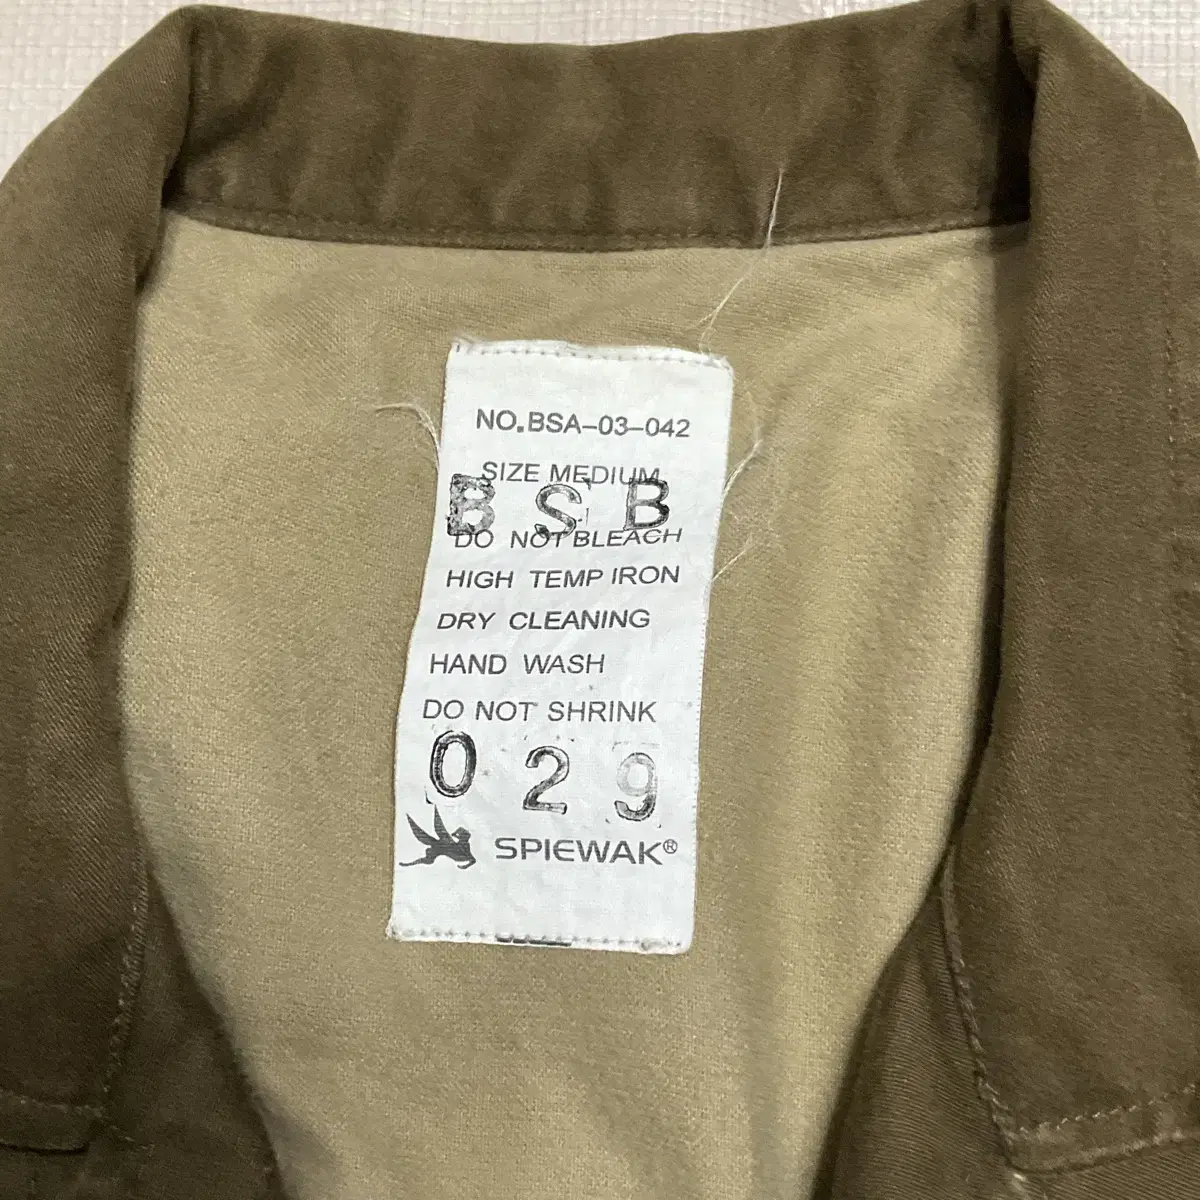 NO.BSA-03-042
SIZE MEDIUM
B S B
DO NOT BLEACH
HIGH TEMP IRON
DRY CLEANING
HAND WASH
DO NOT SHRINK
0 2 9
SPIEWAK®